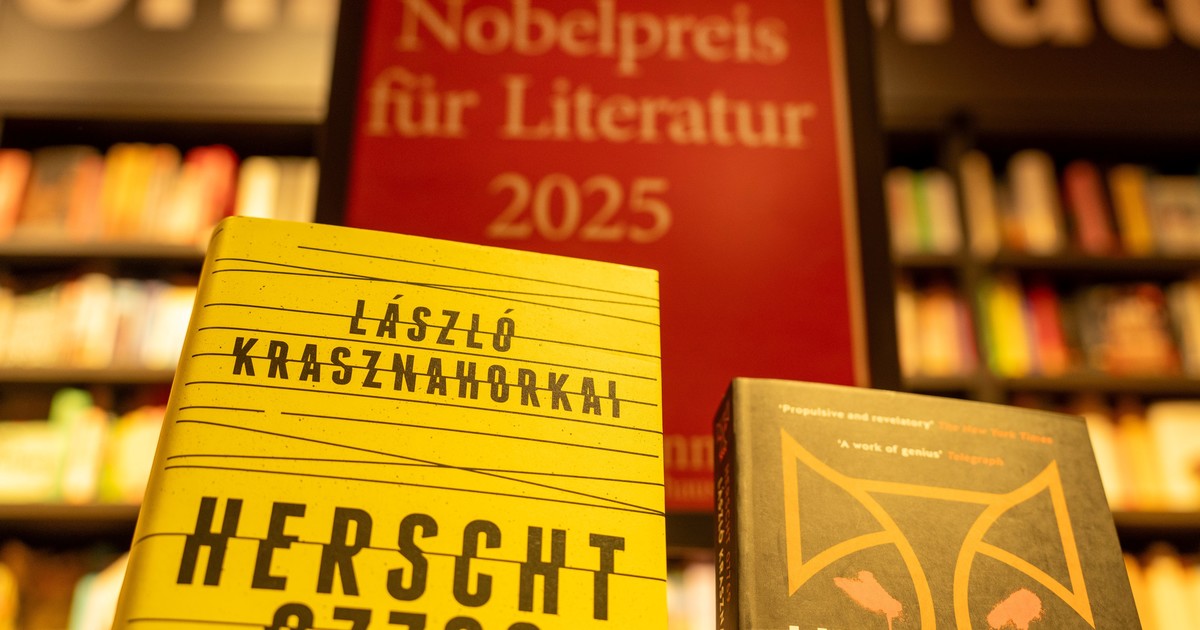 Nobelpreis
für Literatur
2025
LÁSZLÓ
KRASZNAHORKAI
HERSCHT
'Propulsive and revelatory' The New York Times
'A work of genius' Telegraph